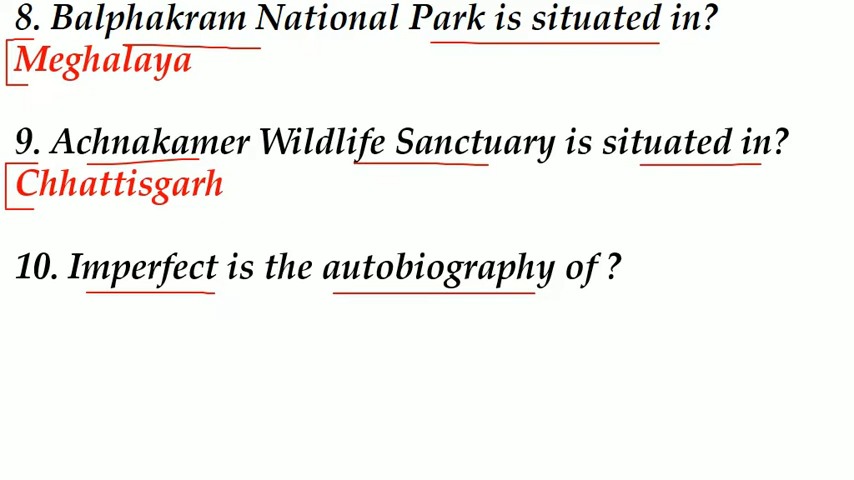 8. Balphakram National Park is situated in?
Meghalaya
9. Achnakamer Wildlife Sanctuary is situated in?
Chhattisgarh
10. Imperfect is the autobiography of ?